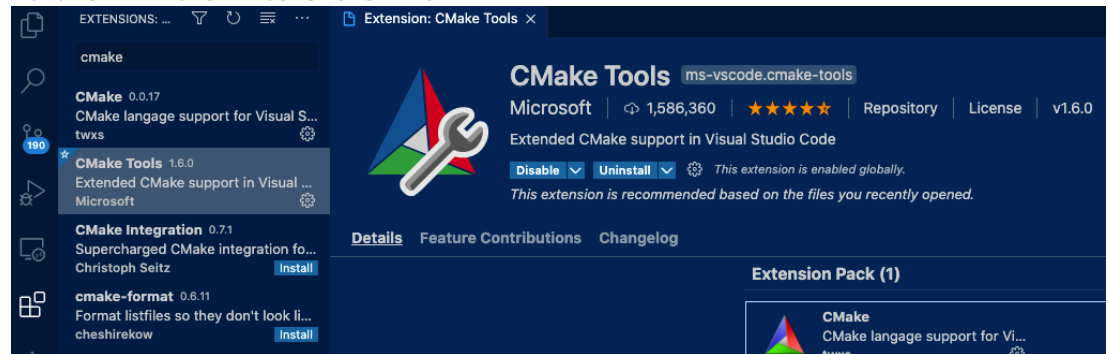 EXTENSIONS: ...
cmake
190
CMake 0.0.17
CMake langage support for Visual S...
twxs
CMake Tools 1.6.0
Extended CMake support in Visual ...
Microsoft
CMake Integration 0.7.1
Supercharged CMake integration fo...
Christoph Seitz Install
cmake-format 0.6.11
Format listfiles so they don't look li...
cheshirekow Install
Extension: CMake Tools ×
CMake Tools ms-vscode.cmake-tools
Microsoft 1,586,360 Repository License v1.6.0
Extended CMake support in Visual Studio Code
Disable Uninstall This extension is enabled globally.
This extension is recommended based on the files you recently opened.
Details Feature Contributions Changelog
Extension Pack (1)
CMake
CMake langage support for Vi...
twxs